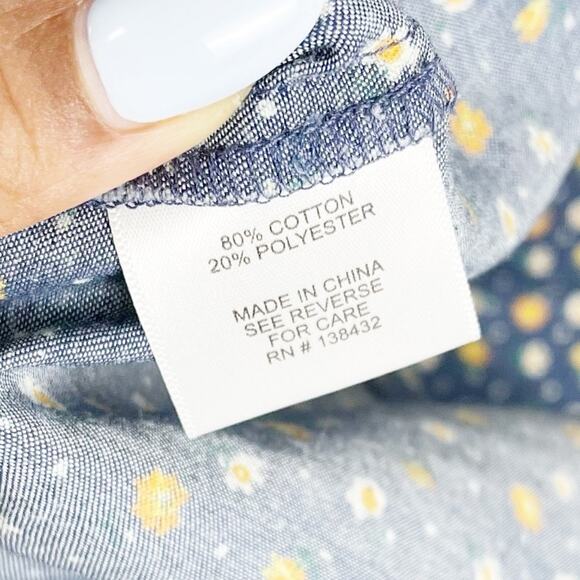 80% COTTON
20% POLYESTER
MADE IN CHINA
SEE REVERSE
FOR CARE
RN # 138432